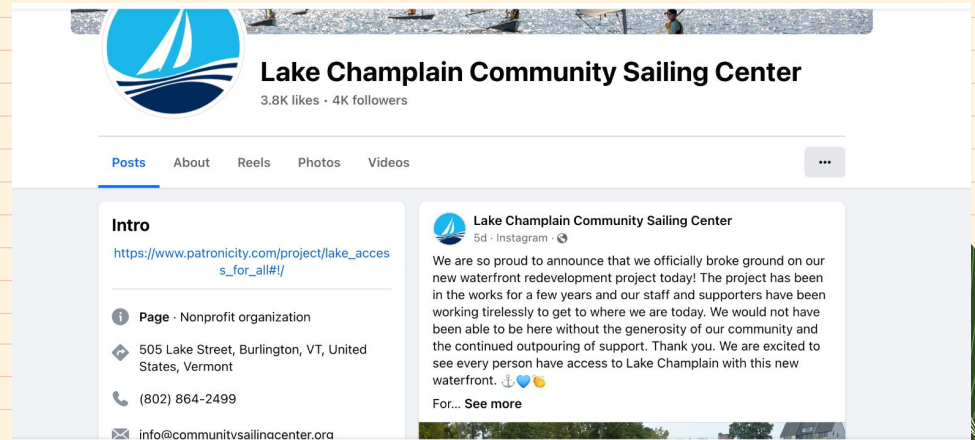 Lake Champlain Community Sailing Center
3.8K likes · 4K followers
Posts About Reels Photos Videos
Intro
https://www.patronicity.com/project/lake_acces
s_for_all#!/
Page · Nonprofit organization
505 Lake Street, Burlington, VT, United
States, Vermont
(802) 864-2499
info@communitysailingcenter.org
Lake Champlain Community Sailing Center
5d · Instagram ·
We are so proud to announce that we officially broke ground on our
new waterfront redevelopment project today! The project has been
in the works for a few years and our staff and supporters have been
working tirelessly to get to where we are today. We would not have
been able to be here without the generosity of our community and
the continued outpouring of support. Thank you. We are excited to
see every person have access to Lake Champlain with this new
waterfront. ⚓💙👏
For... See more